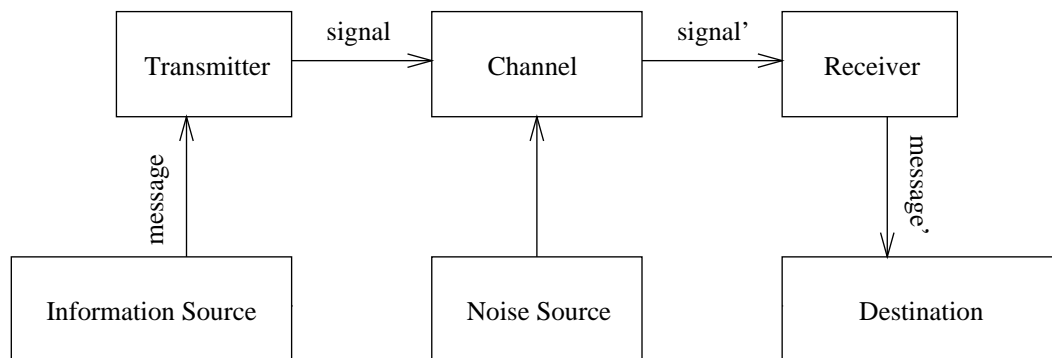 signal
signal’
Transmitter
Channel
Receiver
message
message’
Information Source
Noise Source
Destination